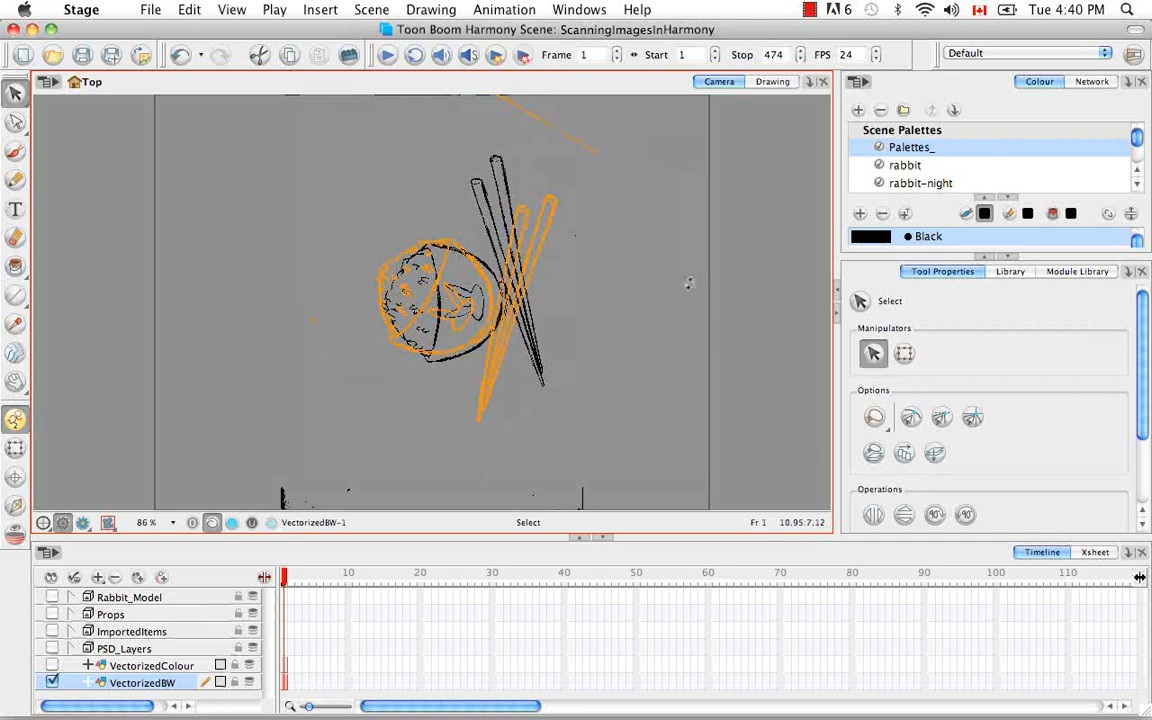 Stage File Edit View Play Insert Scene Drawing Animation Windows Help 6 Tue 4:40 PM
Toon Boom Harmony Scene: ScanningImagesInHarmony
Frame 1 Start 1 Stop 474 FPS 24 Default
Top Camera Drawing Colour Network
Scene Palettes
Palettes_
rabbit
rabbit-night
Black
Tool Properties Library Module Library
Select
Manipulators
Options
Operations
86 % VectorizedBW-1 Select Fr 1 10.95:7.12
Timeline Xsheet
10 20 30 40 50 60 70 80 90 100 110
Rabbit_Model
Props
ImportedItems
PSD_Layers
VectorizedColour
VectorizedBW